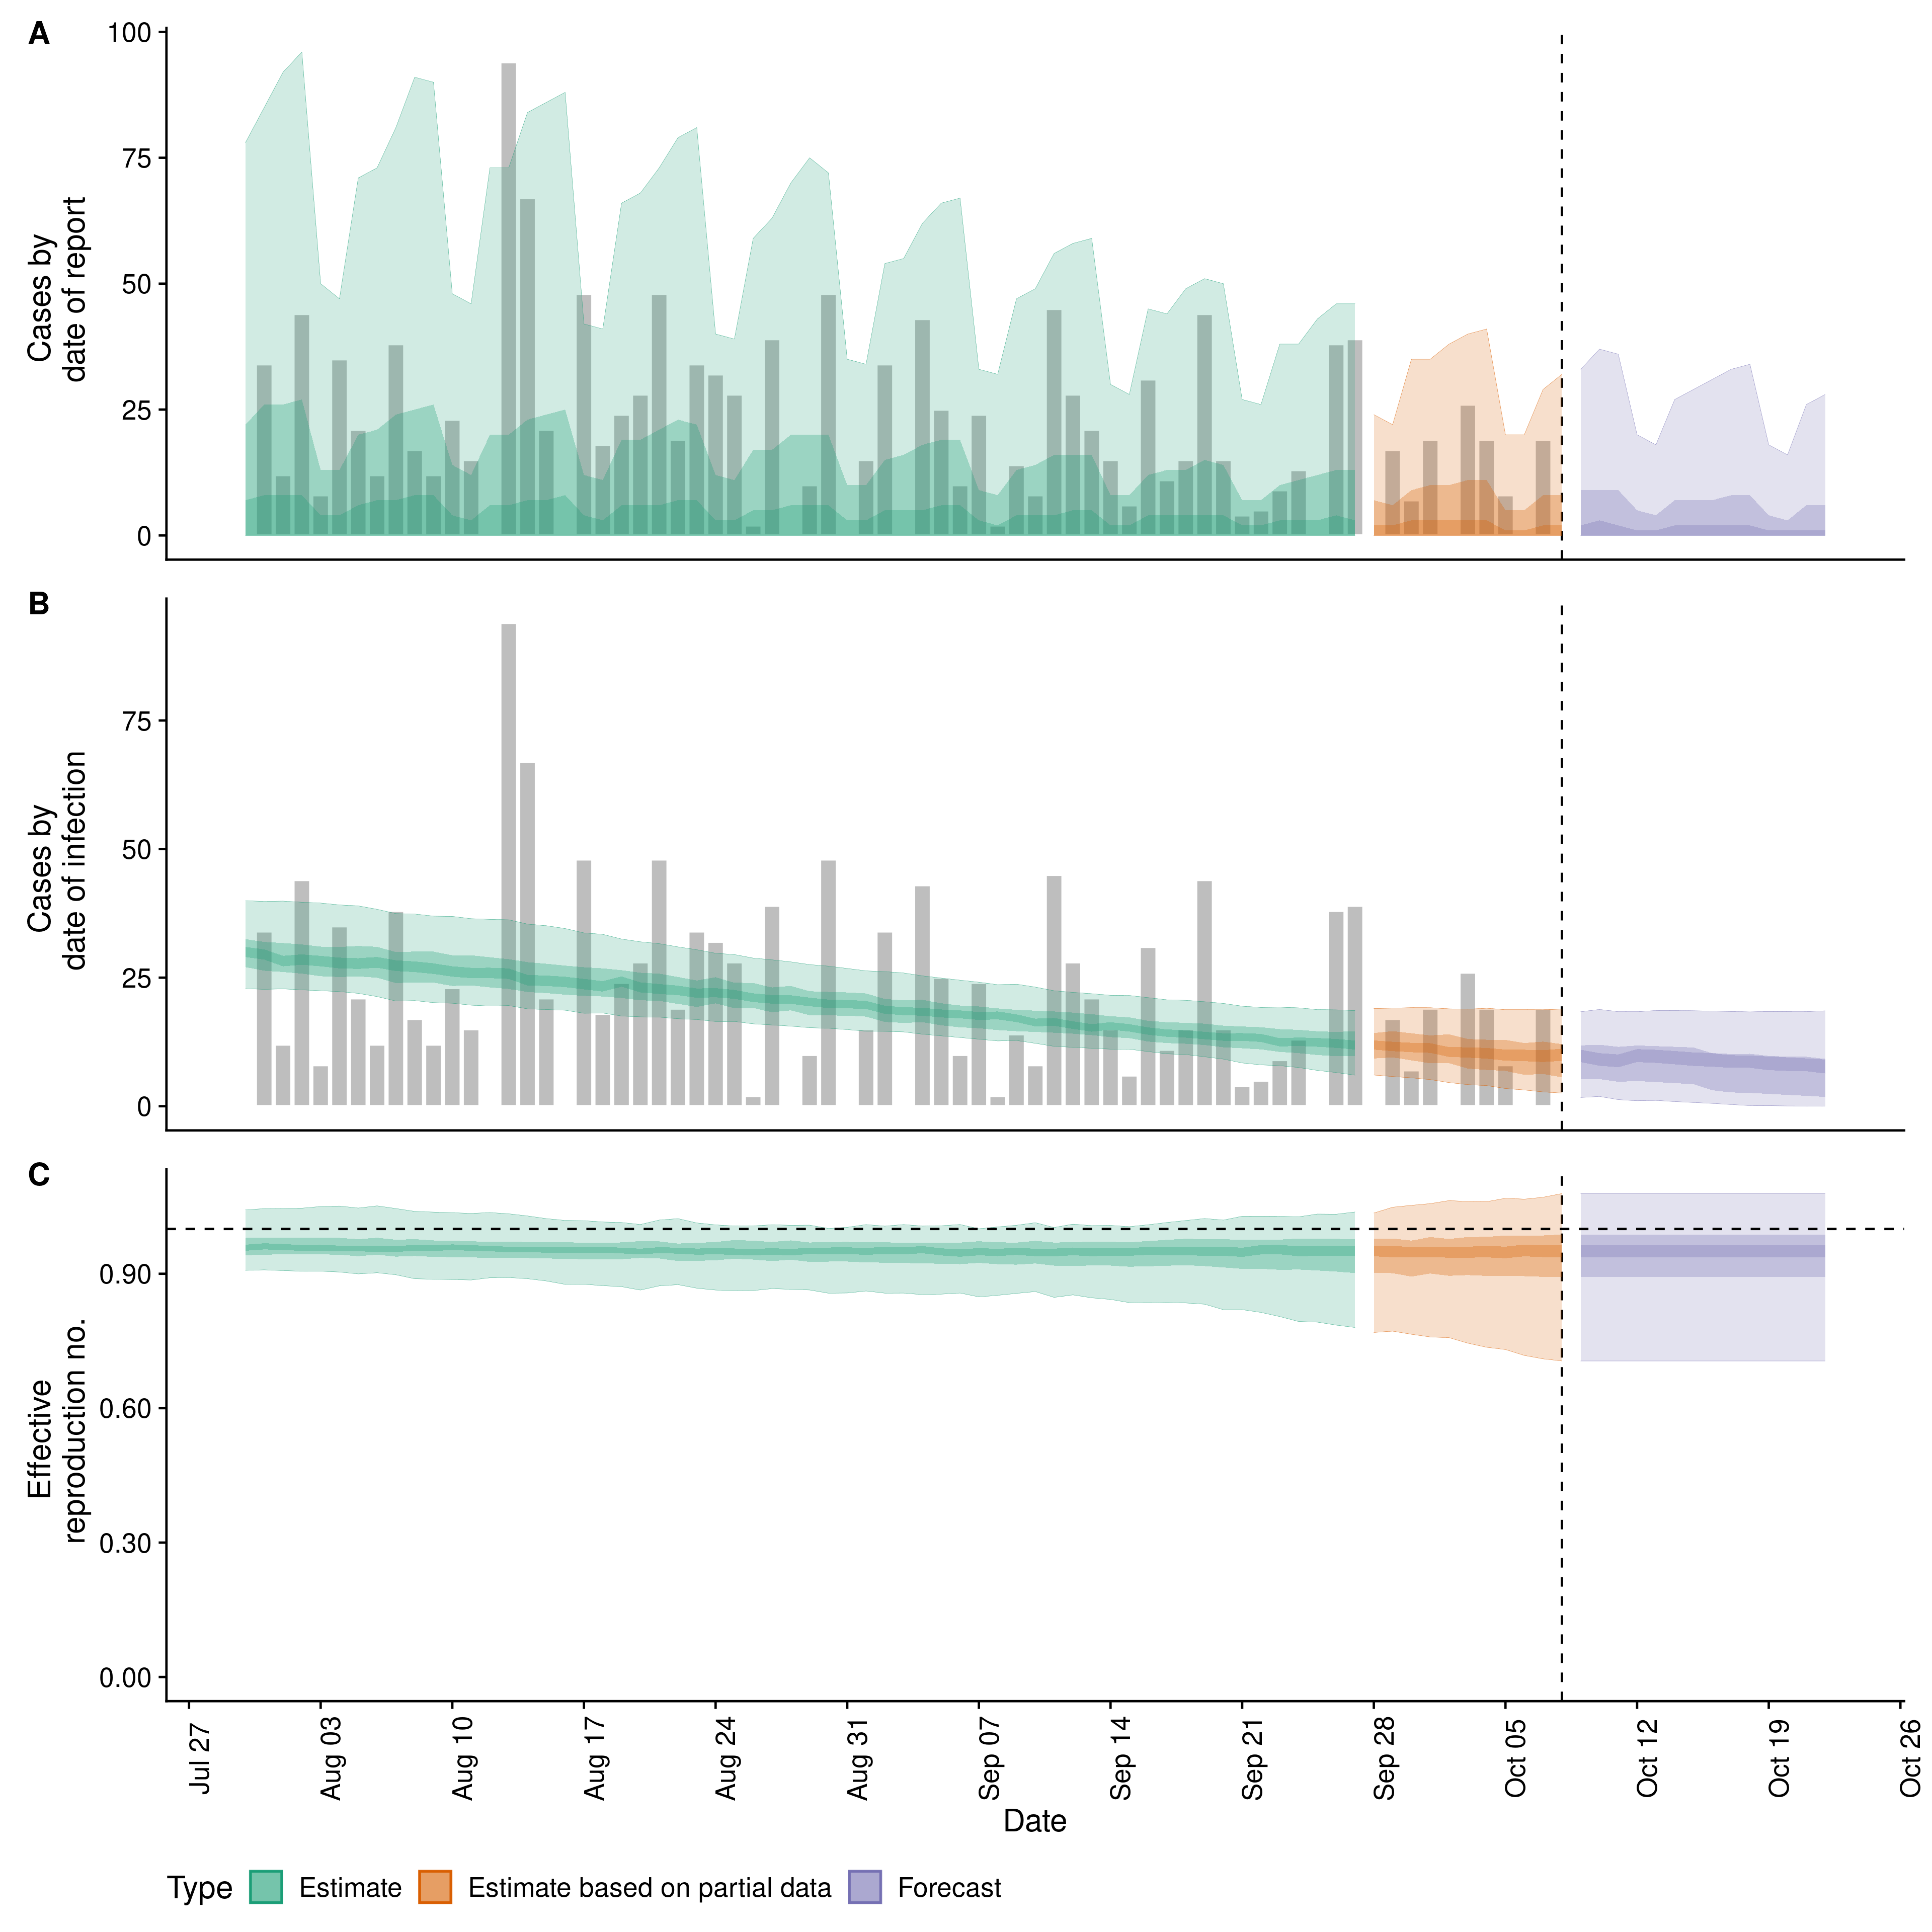 A
Cases by
date of report
100
75
50
25
0
B
Cases by
date of infection
75
50
25
0
C
Effective
reproduction no.
0.90
0.60
0.30
0.00
Jul 27
Aug 03
Aug 10
Aug 17
Aug 24
Aug 31
Sep 07
Sep 14
Sep 21
Sep 28
Oct 05
Oct 12
Oct 19
Oct 26
Date
Type Estimate Estimate based on partial data Forecast